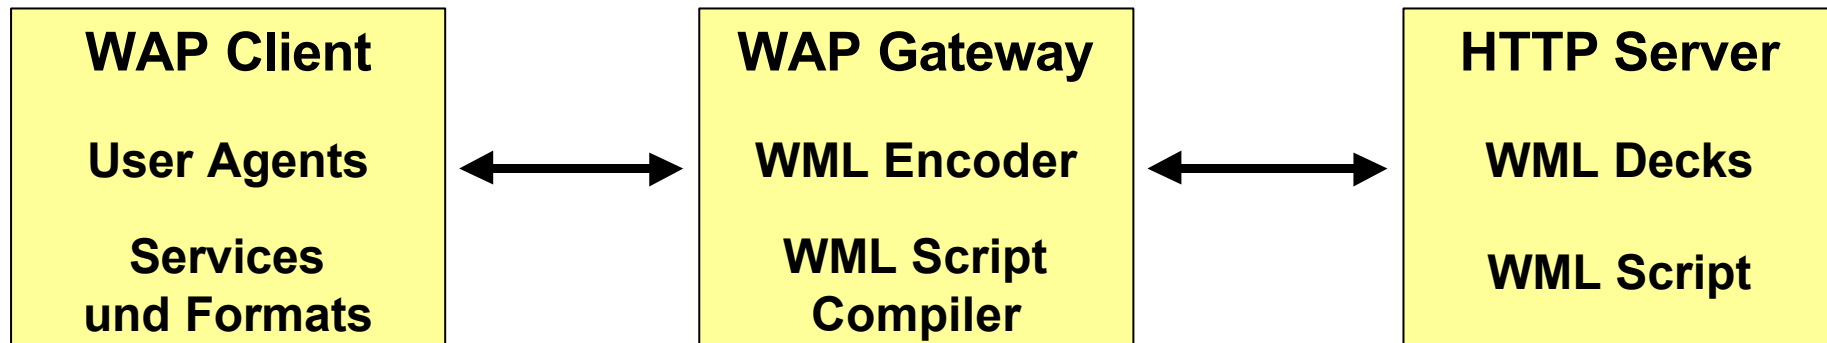 WAP Client
User Agents
Services
und Formats
WAP Gateway
WML Encoder
WML Script
Compiler
HTTP Server
WML Decks
WML Script